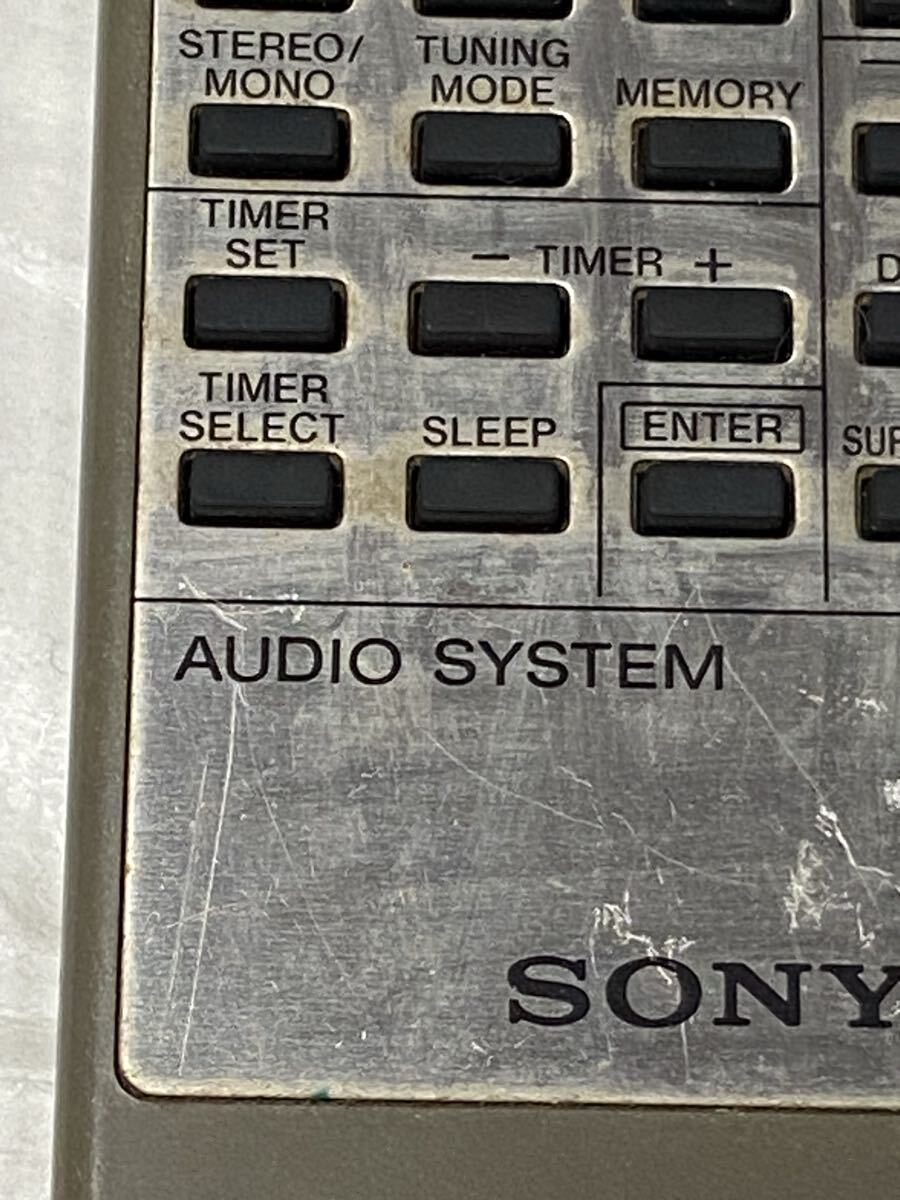 STEREO/
MONO
TUNING
MODE
MEMORY
TIMER
SET
− TIMER +
TIMER
SELECT
SLEEP
ENTER
AUDIO SYSTEM
SONY